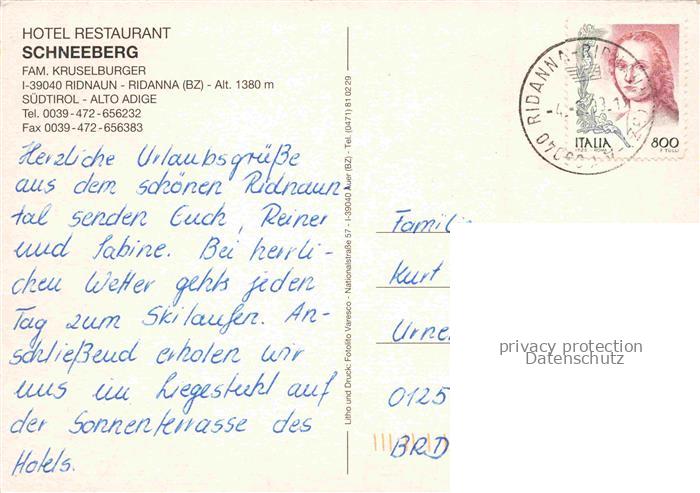 HOTEL RESTAURANT
SCHNEEBERG
FAM. KRUSELBURGER
I-39040 RIDNAUN - RIDANNA (BZ) - Alt. 1380 m
SÜDTIROL - ALTO ADIGE
Tel. 0039 - 472 - 656232
Fax 0039 - 472 - 656383
Herzliche Urlaubsgrüße
aus dem schönen Ridnaun-
tal senden Euch, Reiner
und Sabine. Bei herrli-
chen Wetter gehts jeden
Tag zum Skilaufen. An-
schließend erholen wir
uns im Liegestuhl auf
der Sonnenterrasse des
Hotels.
Litho und Druck: Fotolito Varesco - Nationalstraße 57 - I-39040 Auer (BZ) - Tel. (0471) 81 02 29
RIDANNA-RID
39040
ITALIA 800
Famili
Kurt
Urne
0125
BRD
privacy protection
Datenschutz